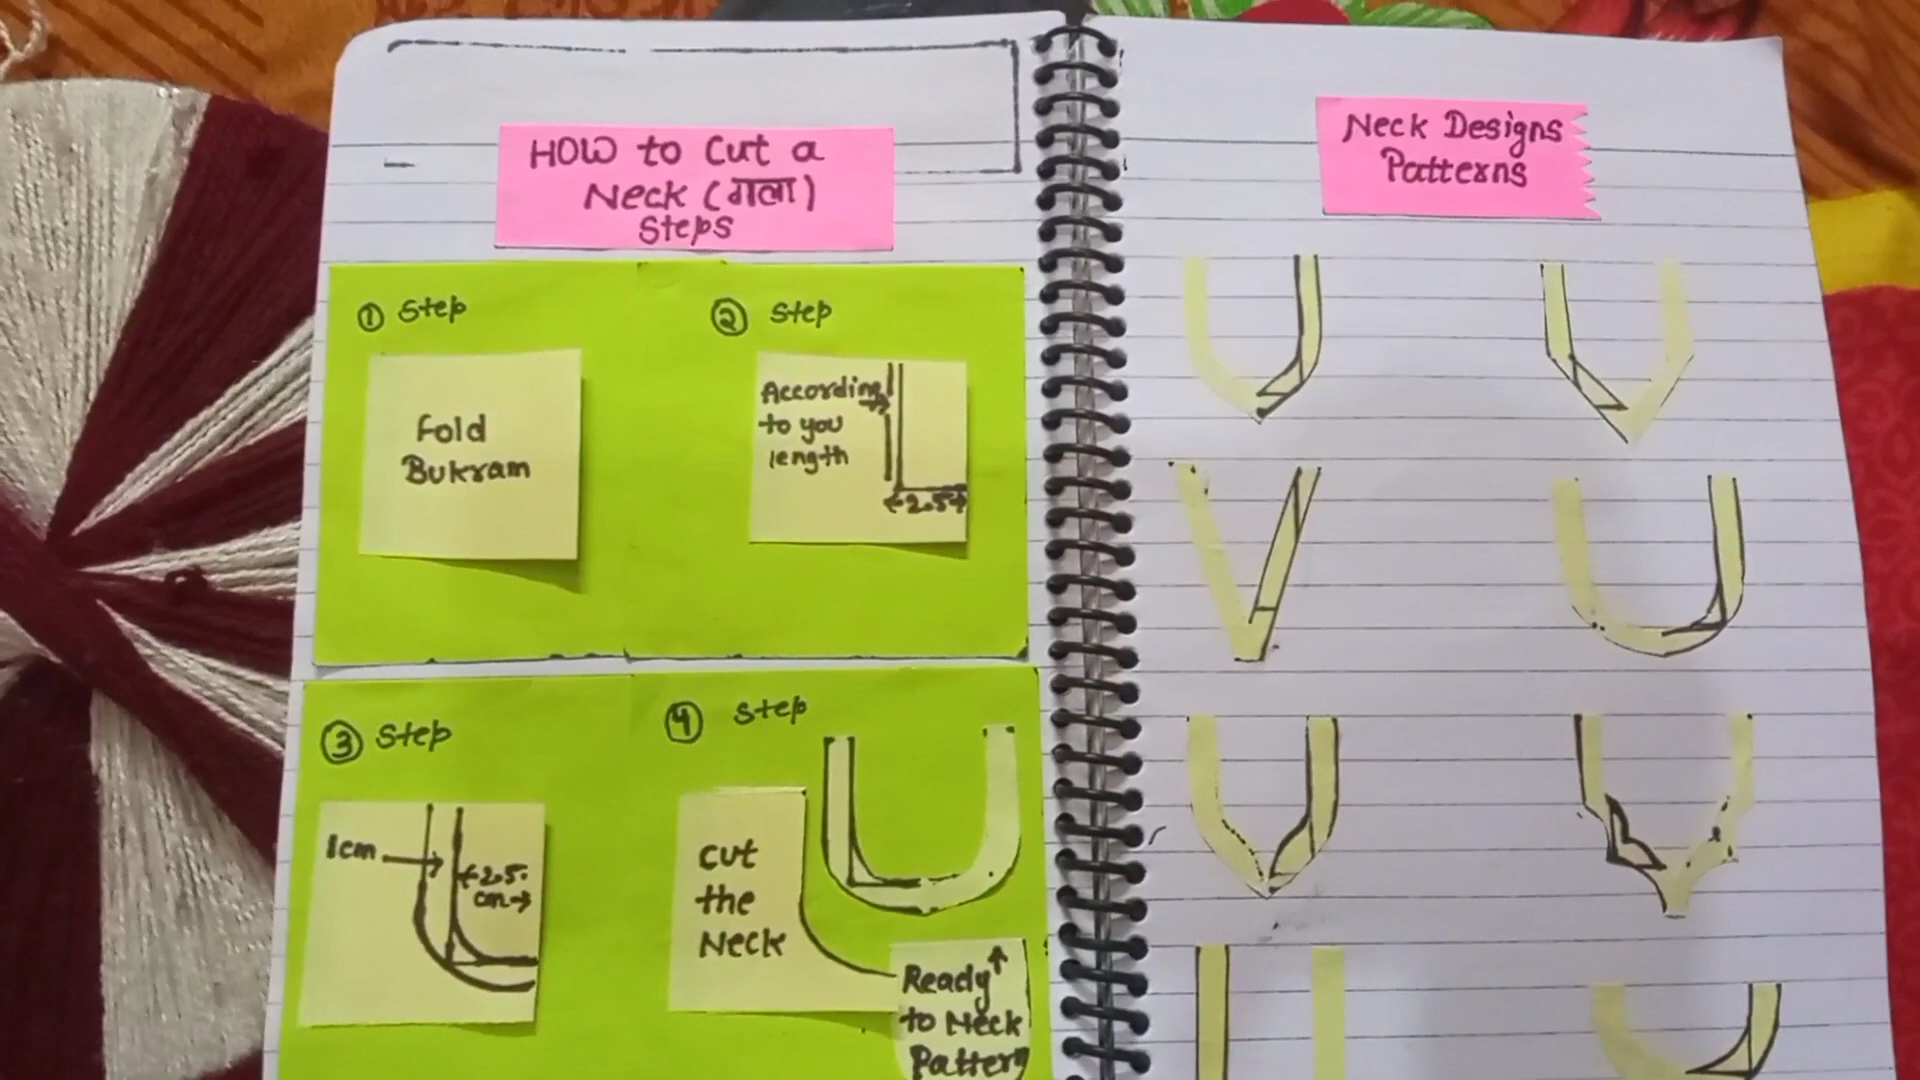 HOW to Cut a
Neck (गला)
Steps
① Step
Fold
Bukram
② Step
According
to you
length
2.5
③ Step
1cm
2.5.
cm
④ Step
Cut
the
Neck
Ready
to Neck
Pattern
Neck Designs
Patterns